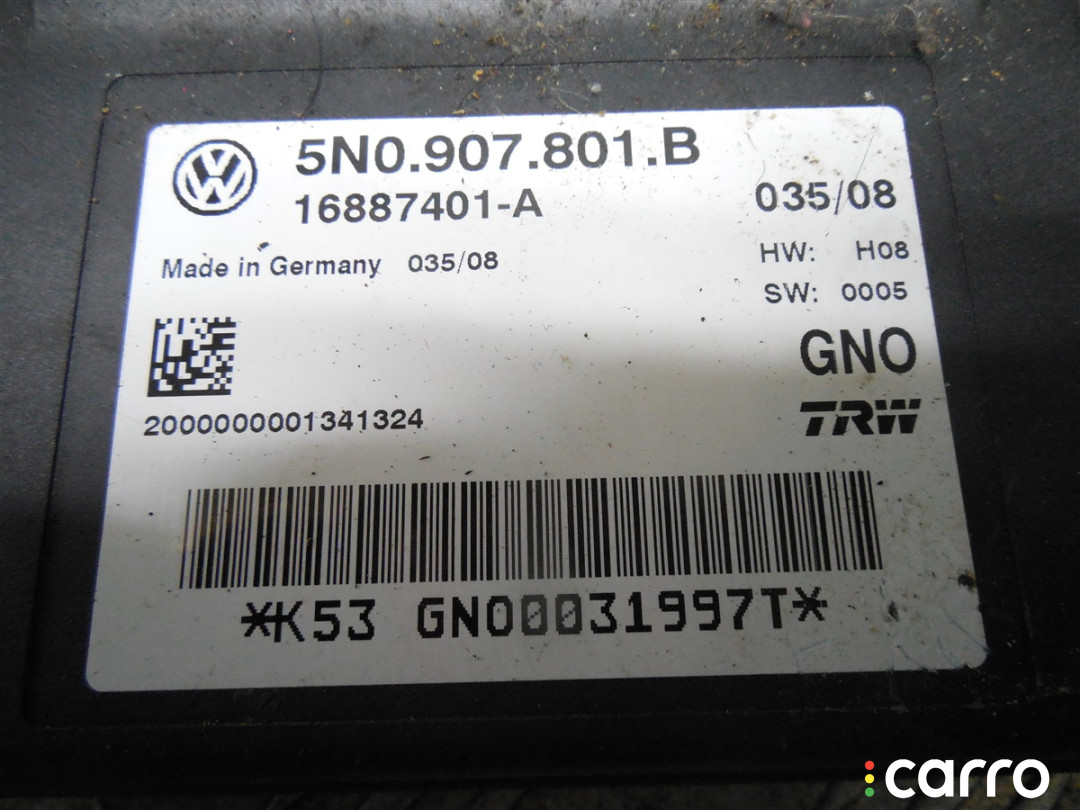 5N0.907.801.B
16887401-A
035/08
Made in Germany 035/08
HW: H08
SW: 0005
GNO
TRW
2000000001341324
*K53 GNO00031997T*
carro